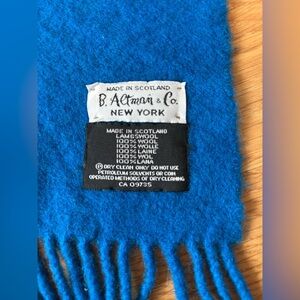 MADE IN SCOTLAND
B. Altman & Co.
NEW YORK
MADE IN SCOTLAND
LAMBSWOOL
100% WOOL
100% WOLLE
100% LAINE
100% WOL
100% LANA
Ⓟ DRY CLEAN ONLY DO NOT USE
PETROLEUM SOLVENTS OR COIN
OPERATED METHODS OF DRY CLEANING
CA 09735